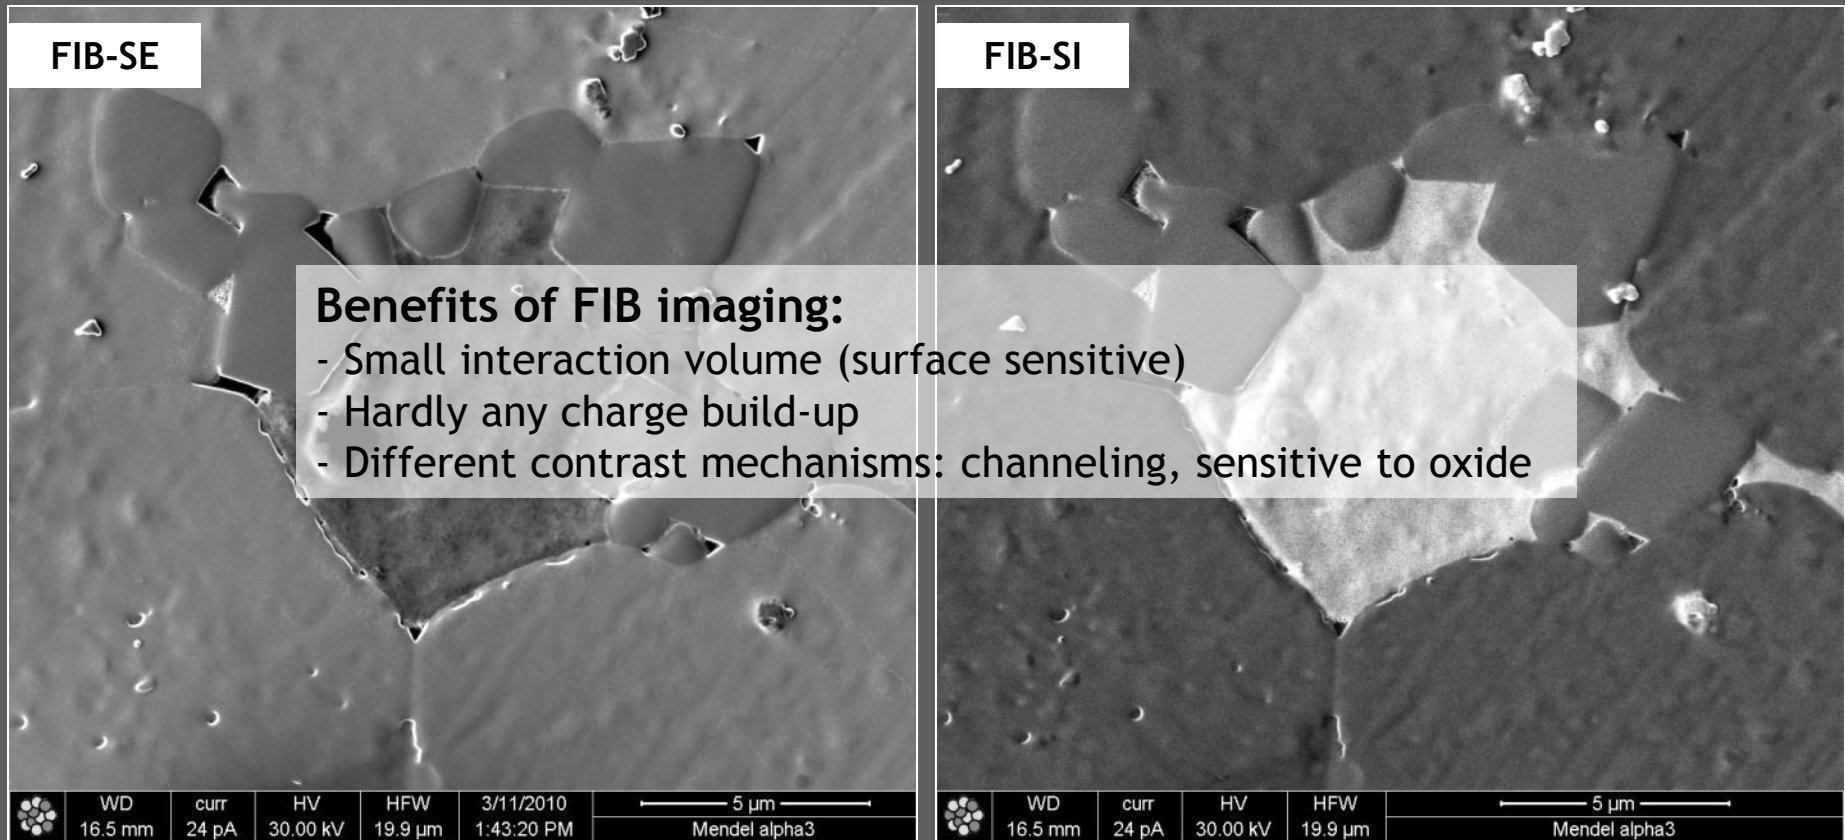 FIB-SE
FIB-SI
Benefits of FIB imaging:
- Small interaction volume (surface sensitive)
- Hardly any charge build-up
- Different contrast mechanisms: channeling, sensitive to oxide
WD curr HV HFW 3/11/2010 5 µm
16.5 mm 24 pA 30.00 kV 19.9 µm 1:43:20 PM Mendel alpha3
WD curr HV HFW 5 µm
16.5 mm 24 pA 30.00 kV 19.9 µm Mendel alpha3